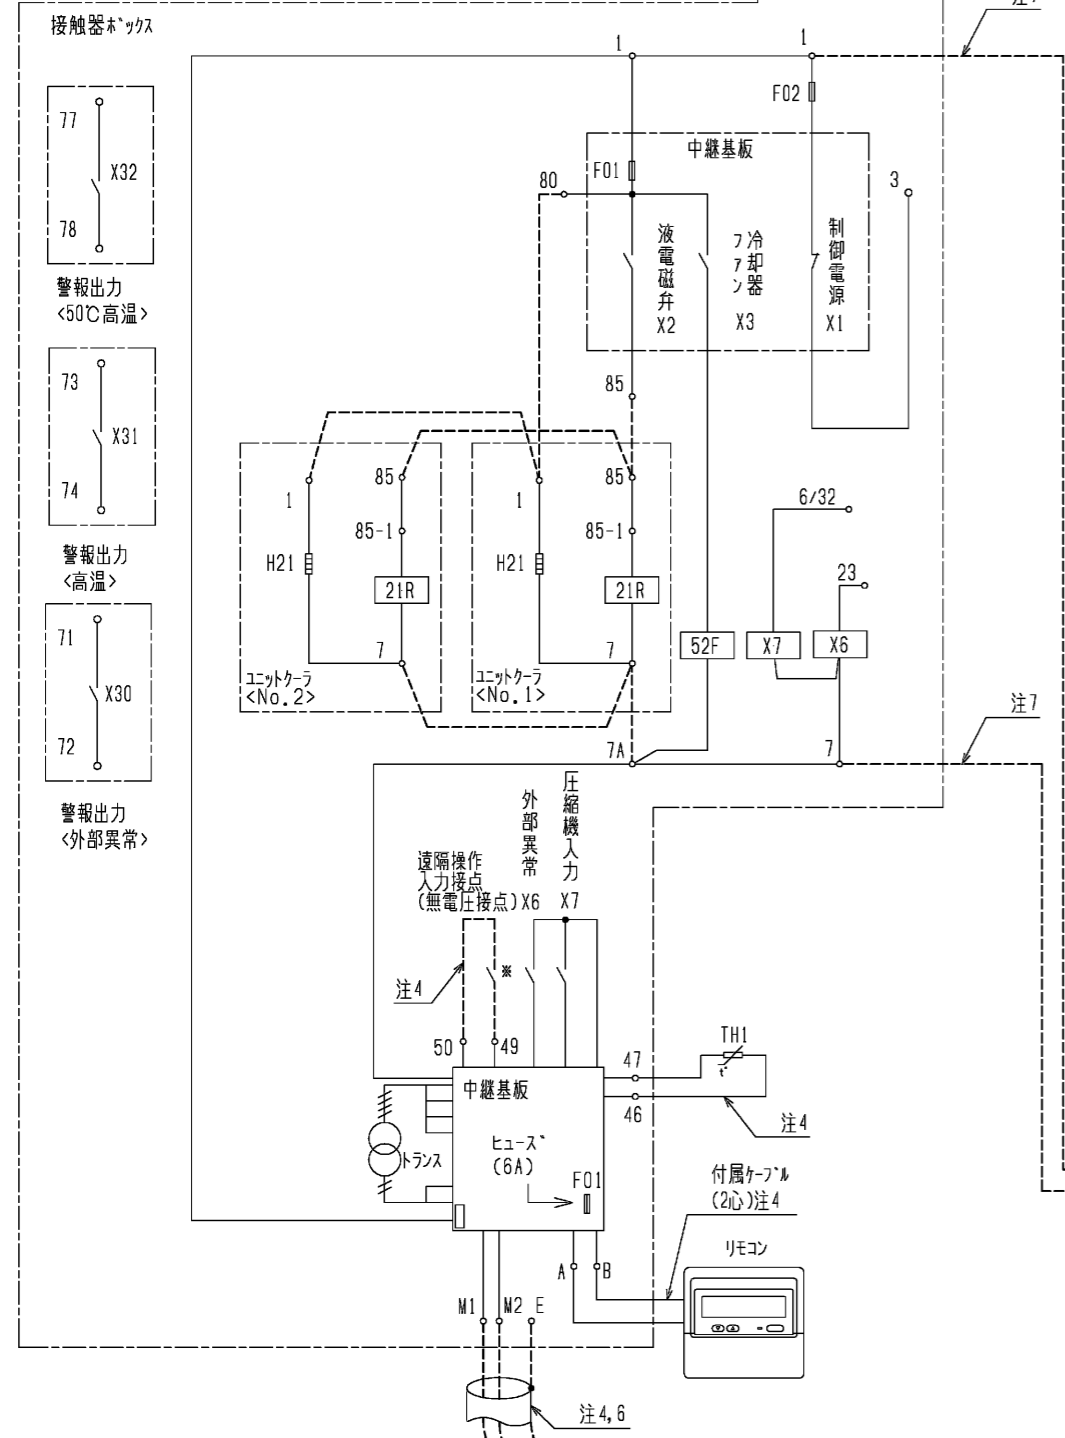 注7
接触器ﾎﾞｯｸｽ
1
1
F02
77
X32
78
警報出力
<50℃高温>
中継基板
F01
80
3
液電磁弁
X2
冷却器
ファン
X3
制御電源
X1
73
X31
74
警報出力
<高温>
85
1
85
85-1
H21
21R
7
ﾕﾆｯﾄｸｰﾗ
<No.2>
1
85
85-1
H21
21R
7
ﾕﾆｯﾄｸｰﾗ
<No.1>
6/32
23
52F
X7
X6
71
X30
72
警報出力
<外部異常>
7A
7
注7
遠隔操作
入力接点
(無電圧接点)
外部異常
X6
圧縮機入力
X7
※
注4
50
49
中継基板
ﾋｭｰｽﾞ
(6A)
F01
トランス
47
46
TH1
t°
注4
付属ｹｰﾌﾞﾙ
(2心)注4
リモコン
A
B
M1
M2
E
注4,6